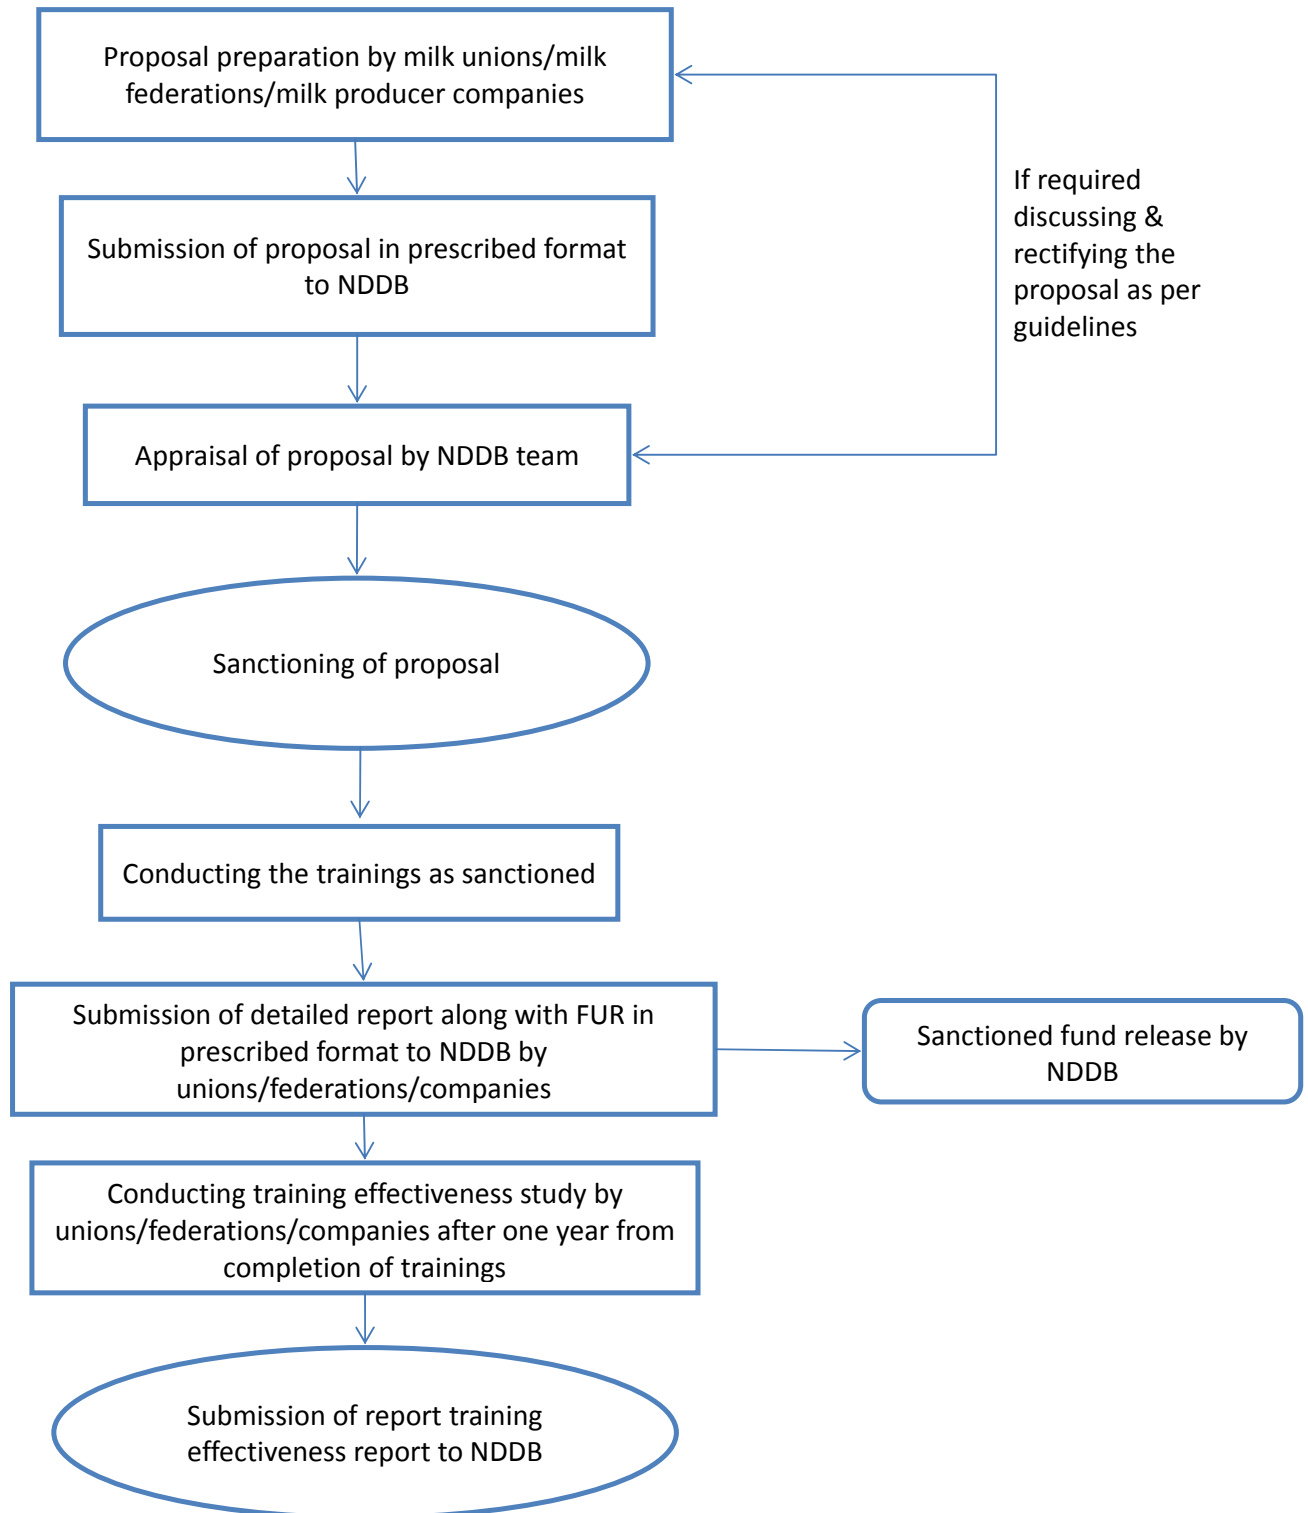 Proposal preparation by milk unions/milk
federations/milk producer companies
If required
discussing &
rectifying the
proposal as per
guidelines
Submission of proposal in prescribed format
to NDDB
Appraisal of proposal by NDDB team
Sanctioning of proposal
Conducting the trainings as sanctioned
Submission of detailed report along with FUR in
prescribed format to NDDB by
unions/federations/companies
Sanctioned fund release by
NDDB
Conducting training effectiveness study by
unions/federations/companies after one year from
completion of trainings
Submission of report training
effectiveness report to NDDB